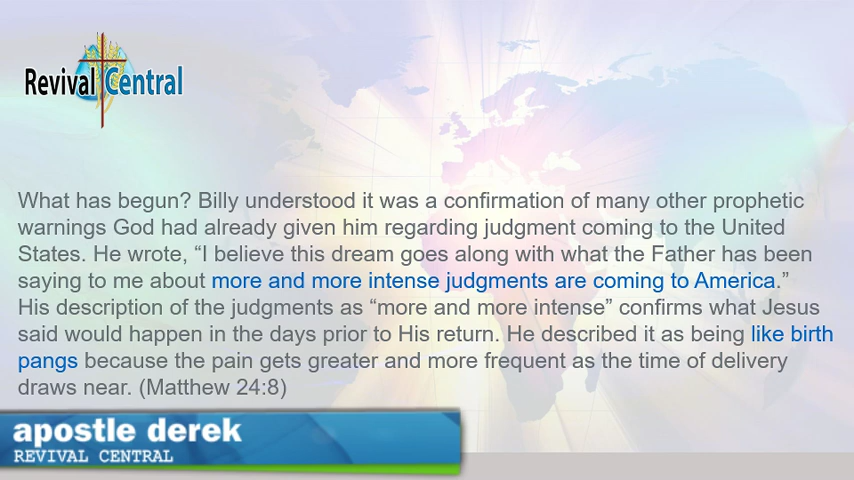 Revival Central
What has begun? Billy understood it was a confirmation of many other prophetic
warnings God had already given him regarding judgment coming to the United
States. He wrote, “I believe this dream goes along with what the Father has been
saying to me about more and more intense judgments are coming to America.”
His description of the judgments as “more and more intense” confirms what Jesus
said would happen in the days prior to His return. He described it as being like birth
pangs because the pain gets greater and more frequent as the time of delivery
draws near. (Matthew 24:8)
apostle derek
REVIVAL CENTRAL